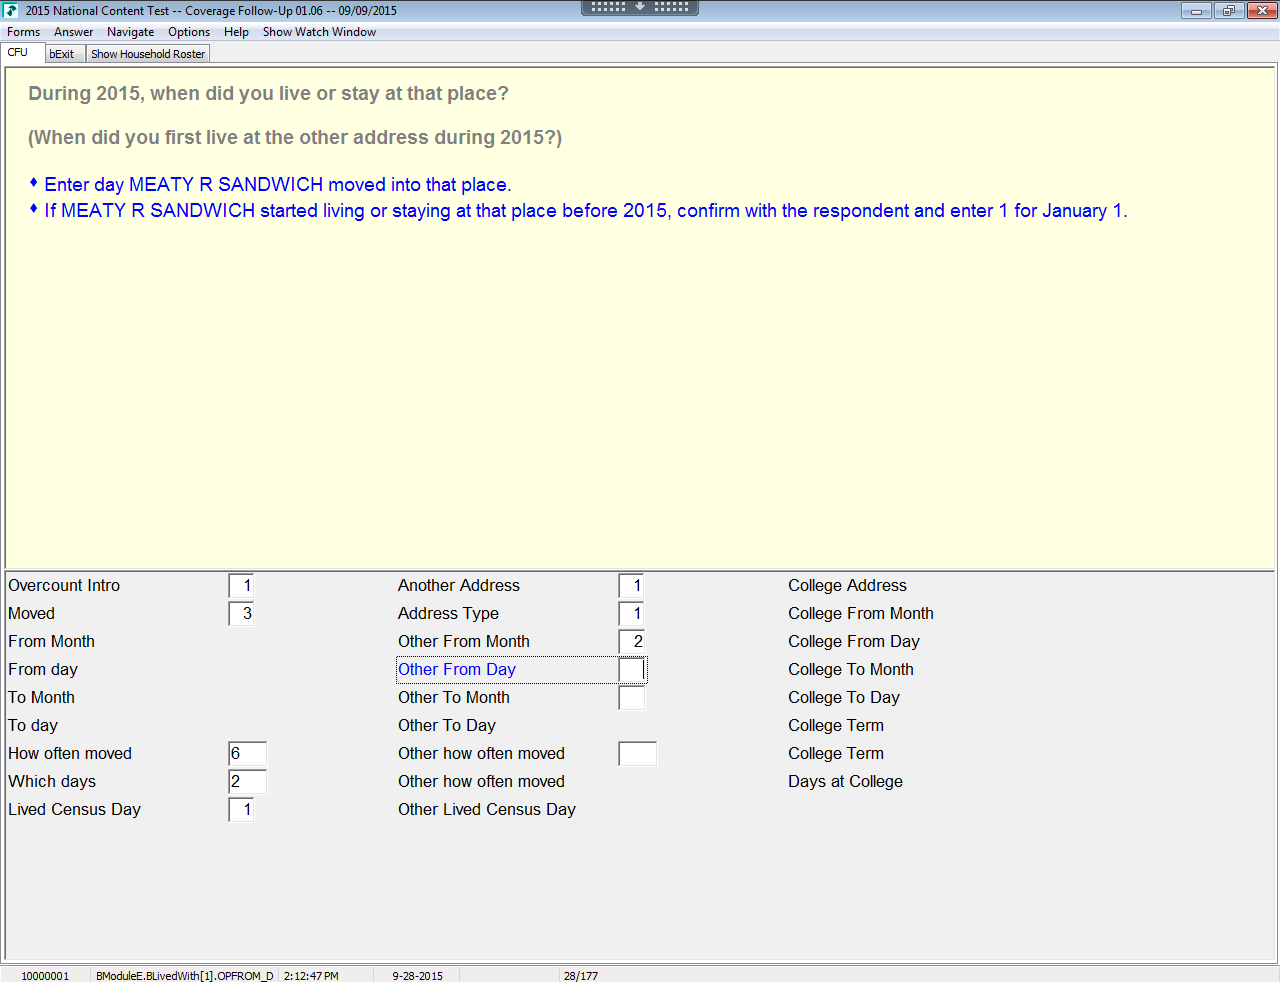 2015 National Content Test -- Coverage Follow-Up 01.06 -- 09/09/2015
Forms Answer Navigate Options Help Show Watch Window
CFU bExit Show Household Roster
During 2015, when did you live or stay at that place?
(When did you first live at the other address during 2015?)
♦ Enter day MEATY R SANDWICH moved into that place.
♦ If MEATY R SANDWICH started living or staying at that place before 2015, confirm with the respondent and enter 1 for January 1.
Overcount Intro 1 Another Address 1 College Address
Moved 3 Address Type 1 College From Month
From Month Other From Month 2 College From Day
From day Other From Day College To Month
To Month Other To Month College To Day
To day Other To Day College Term
How often moved 6 Other how often moved College Term
Which days 2 Other how often moved Days at College
Lived Census Day 1 Other Lived Census Day
10000001 BModuleE.BLivedWith[1].OPFROM_D 2:12:47 PM 9-28-2015 28/177